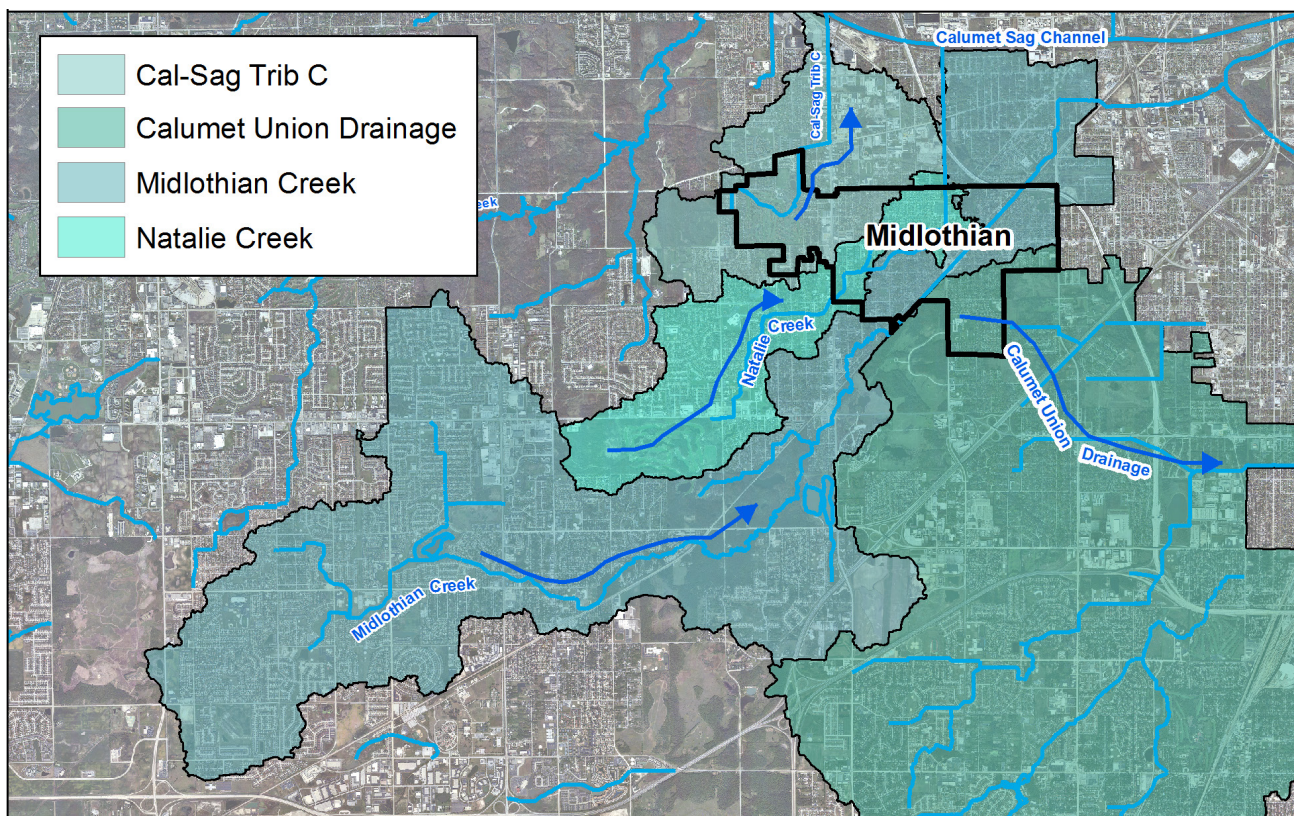 Cal-Sag Trib C
Calumet Union Drainage
Midlothian Creek
Natalie Creek
Calumet Sag Channel
Cal-Sag Trib C
eek
Midlothian
Natalie Creek
Calumet Union Drainage
Midlothian Creek